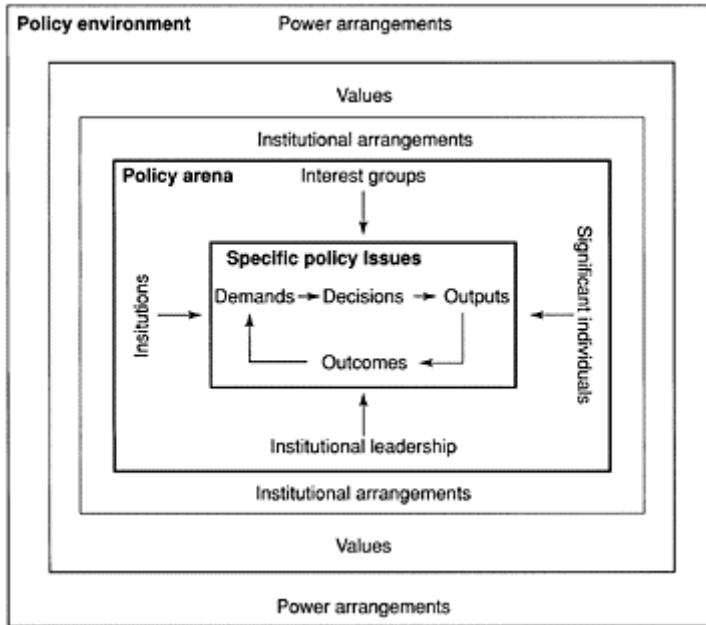 Policy environment Power arrangements
Values
Institutional arrangements
Policy arena Interest groups
Significant individuals
Specific policy Issues
Insitutions
Demands Decisions Outputs
Outcomes
Institutional leadership
Institutional arrangements
Values
Power arrangements